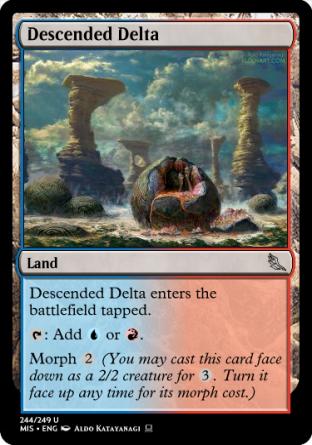 Descended Delta
FLOCKART.COM
Land
Descended Delta enters the
battlefield tapped.
: Add or .
Morph 2 (You may cast this card face
down as a 2/2 creature for 3. Turn it
face up any time for its morph cost.)
244/249 U
MIS • ENG Aldo Katayanagi